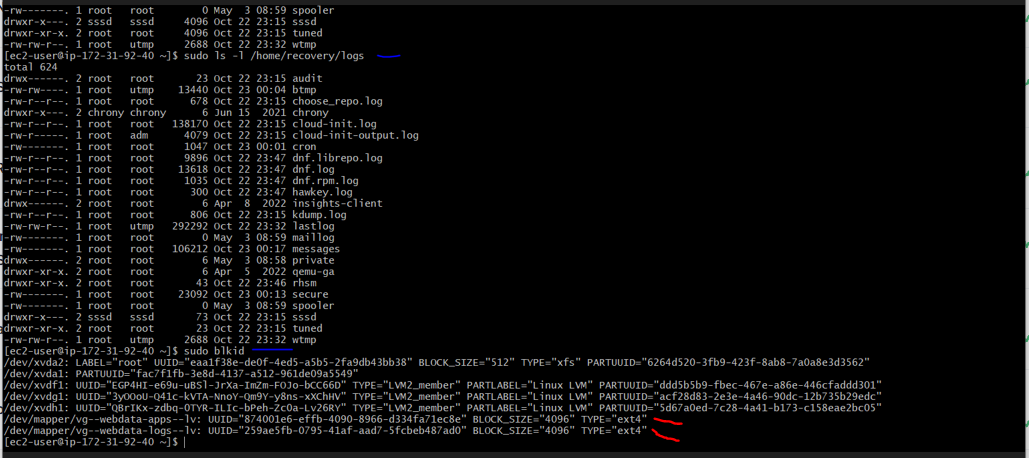 -rw-------. 1 root   root       0 May  3 08:59 spooler
drwxr-x---. 2 sssd   sssd    4096 Oct 22 23:15 sssd
drwxr-xr-x. 2 root   root    4096 Oct 22 23:15 tuned
-rw-rw-r--. 1 root   utmp    2688 Oct 22 23:32 wtmp
[ec2-user@ip-172-31-92-40 ~]$ sudo ls -l /home/recovery/logs
total 624
drwx------. 2 root   root       23 Oct 22 23:15 audit
-rw-rw----. 1 root   utmp    13440 Oct 23 00:04 btmp
-rw-r--r--. 1 root   root      678 Oct 22 23:15 choose_repo.log
drwxr-x---. 2 chrony chrony      6 Jun 15  2021 chrony
-rw-r--r--. 1 root   root   138170 Oct 22 23:15 cloud-init.log
-rw-r-----. 1 root   adm      4079 Oct 22 23:15 cloud-init-output.log
-rw-------. 1 root   root     1047 Oct 23 00:01 cron
-rw-r--r--. 1 root   root     9896 Oct 22 23:47 dnf.librepo.log
-rw-r--r--. 1 root   root    13618 Oct 22 23:47 dnf.log
-rw-r--r--. 1 root   root     1035 Oct 22 23:47 dnf.rpm.log
-rw-r--r--. 1 root   root      300 Oct 22 23:47 hawkey.log
drwxr-xr-x. 2 root   root        6 Apr  8  2022 insights-client
-rw-r--r--. 1 root   root      806 Oct 22 23:15 kdump.log
-rw-rw-r--. 1 root   utmp   292292 Oct 22 23:32 lastlog
-rw-------. 1 root   root        0 May  3 08:59 maillog
-rw-------. 1 root   root   106212 Oct 23 00:17 messages
drwx------. 2 root   root        6 May  3 08:58 private
drwxr-xr-x. 2 root   root        6 Apr  5  2022 qemu-ga
drwxr-xr-x. 2 root   root       43 Oct 22 23:46 rhsm
-rw-------. 1 root   root    23092 Oct 23 00:13 secure
-rw-------. 1 root   root        0 May  3 08:59 spooler
drwxr-x---. 2 sssd   sssd       73 Oct 22 23:15 sssd
drwxr-xr-x. 2 root   root       23 Oct 22 23:15 tuned
-rw-rw-r--. 1 root   utmp     2688 Oct 22 23:32 wtmp
[ec2-user@ip-172-31-92-40 ~]$ sudo blkid
/dev/xvda2: LABEL="root" UUID="eaa1f38e-de0f-4ed5-a5b5-2fa9db43bb38" BLOCK_SIZE="512" TYPE="xfs" PARTUUID="6264d520-3fb9-423f-8ab8-7a0a8e3d3562"
/dev/xvda1: PARTUUID="fac7f1fb-3e8d-4137-a512-961de09a5549"
/dev/xvdf1: UUID="EGP4HI-e69u-uBSl-JrXa-ImZm-FOJo-bCC66D" TYPE="LVM2_member" PARTLABEL="Linux LVM" PARTUUID="ddd5b5b9-fbec-467e-a86e-446cfaddd301"
/dev/xvdg1: UUID="3yOOoU-Q41c-kVTA-NnoY-Qm9Y-y8ns-xXChHV" TYPE="LVM2_member" PARTLABEL="Linux LVM" PARTUUID="acf28d83-2e3e-4a46-90dc-12b735b29edc"
/dev/xvdh1: UUID="QBrIKx-zdbq-OTYR-ILIc-bPeh-ZcOa-Lv26RY" TYPE="LVM2_member" PARTLABEL="Linux LVM" PARTUUID="5d67a0ed-7c28-4a41-b173-c158eae2bc05"
/dev/mapper/vg--webdata-apps--lv: UUID="874001e6-effb-4090-8966-d334fa71ec8e" BLOCK_SIZE="4096" TYPE="ext4"
/dev/mapper/vg--webdata-logs--lv: UUID="259ae5fb-0795-41af-aad7-5fcbeb487ad0" BLOCK_SIZE="4096" TYPE="ext4"
[ec2-user@ip-172-31-92-40 ~]$